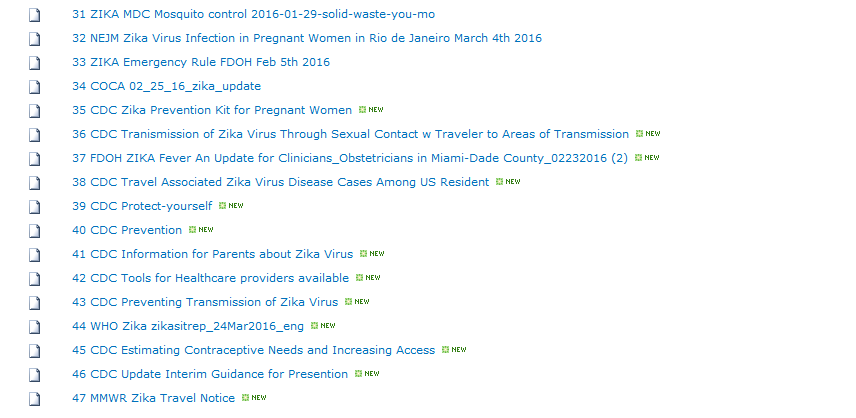 31 ZIKA MDC Mosquito control 2016-01-29-solid-waste-you-mo
32 NEJM Zika Virus Infection in Pregnant Women in Rio de Janeiro March 4th 2016
33 ZIKA Emergency Rule FDOH Feb 5th 2016
34 COCA 02_25_16_zika_update
35 CDC Zika Prevention Kit for Pregnant Women NEW
36 CDC Tranismission of Zika Virus Through Sexual Contact w Traveler to Areas of Transmission NEW
37 FDOH ZIKA Fever An Update for Clinicians_Obstetricians in Miami-Dade County_02232016 (2) NEW
38 CDC Travel Associated Zika Virus Disease Cases Among US Resident NEW
39 CDC Protect-yourself NEW
40 CDC Prevention NEW
41 CDC Information for Parents about Zika Virus NEW
42 CDC Tools for Healthcare providers available NEW
43 CDC Preventing Transmission of Zika Virus NEW
44 WHO Zika zikasitrep_24Mar2016_eng NEW
45 CDC Estimating Contraceptive Needs and Increasing Access NEW
46 CDC Update Interim Guidance for Presention NEW
47 MMWR Zika Travel Notice NEW